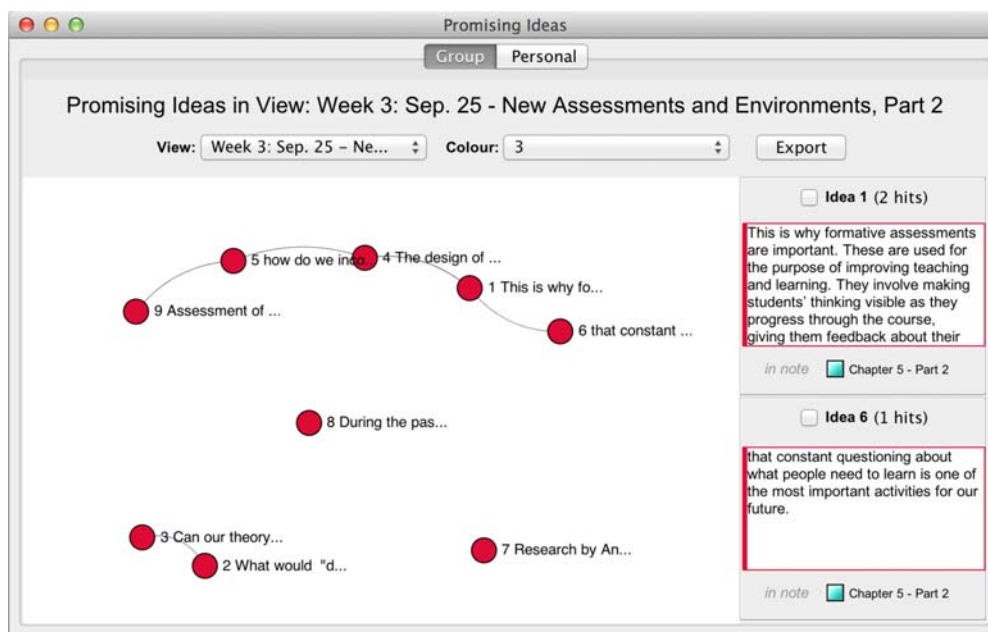 Promising Ideas
Group Personal
Promising Ideas in View: Week 3: Sep. 25 - New Assessments and Environments, Part 2
View: Week 3: Sep. 25 – Ne... Colour: 3 Export
5 how do we inco...
4 The design of ...
1 This is why fo...
9 Assessment of ...
6 that constant ...
8 During the pas...
3 Can our theory...
2 What would "d...
7 Research by An...
Idea 1 (2 hits)
This is why formative assessments
are important. These are used for
the purpose of improving teaching
and learning. They involve making
students' thinking visible as they
progress through the course,
giving them feedback about their
in note Chapter 5 - Part 2
Idea 6 (1 hits)
that constant questioning about
what people need to learn is one of
the most important activities for our
future.
in note Chapter 5 - Part 2